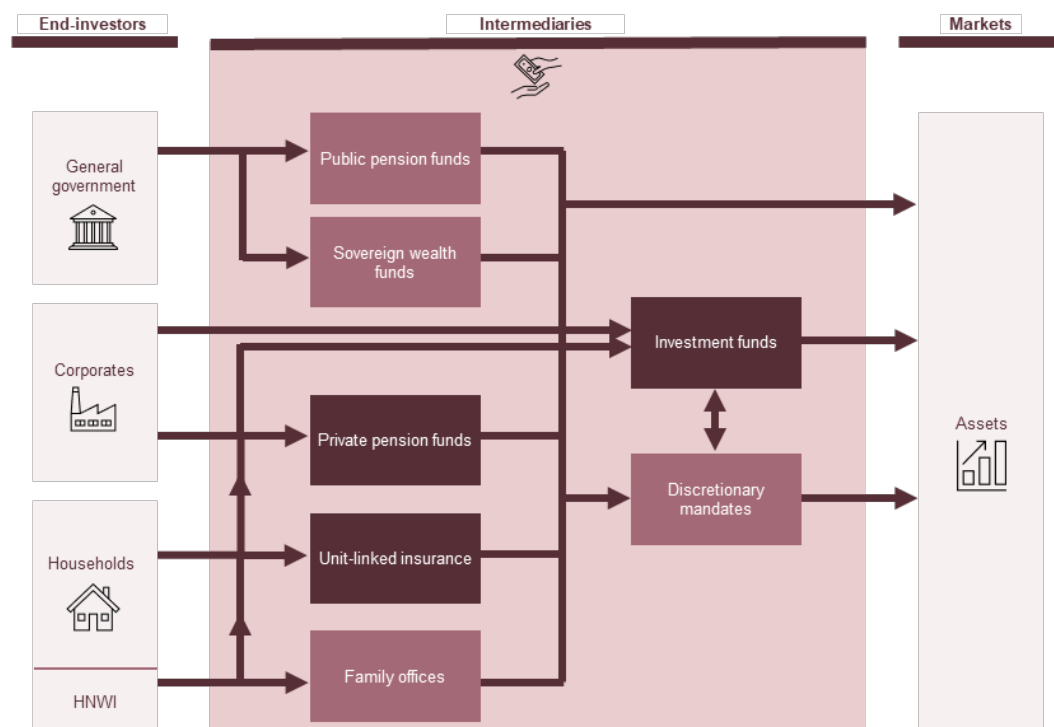 End-investors
Intermediaries
Markets
General
government
Public pension funds
Sovereign wealth
funds
Corporates
Investment funds
Private pension funds
Assets
Discretionary
mandates
Households
Unit-linked insurance
Family offices
HNWI